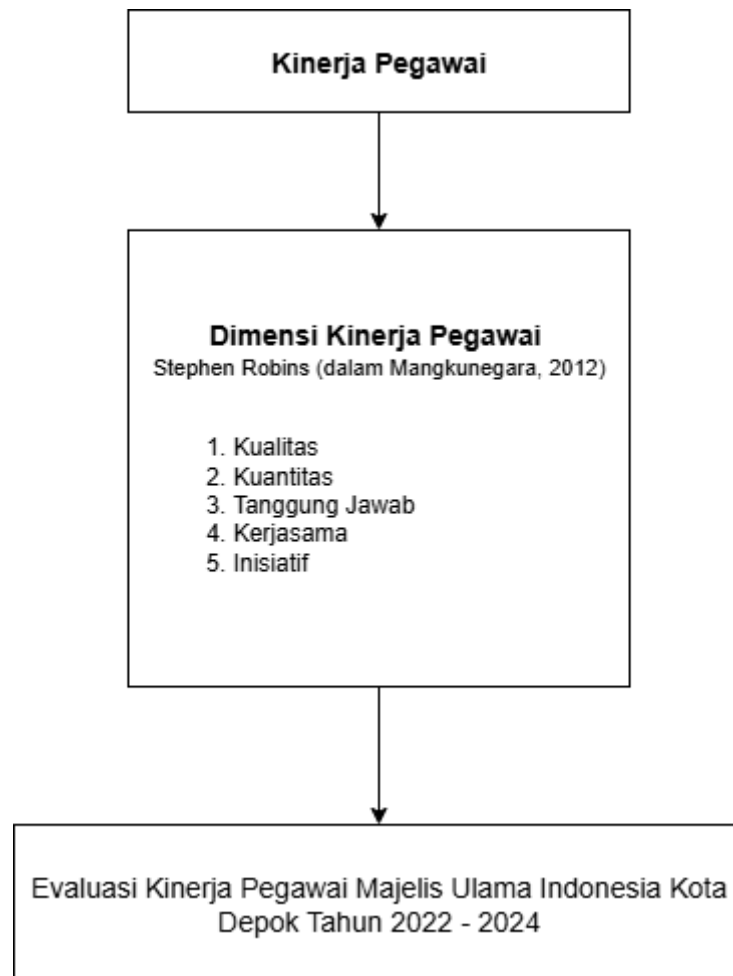 Kinerja Pegawai
Dimensi Kinerja Pegawai
Stephen Robins (dalam Mangkunegara, 2012)
1. Kualitas
2. Kuantitas
3. Tanggung Jawab
4. Kerjasama
5. Inisiatif
Evaluasi Kinerja Pegawai Majelis Ulama Indonesia Kota
Depok Tahun 2022 - 2024